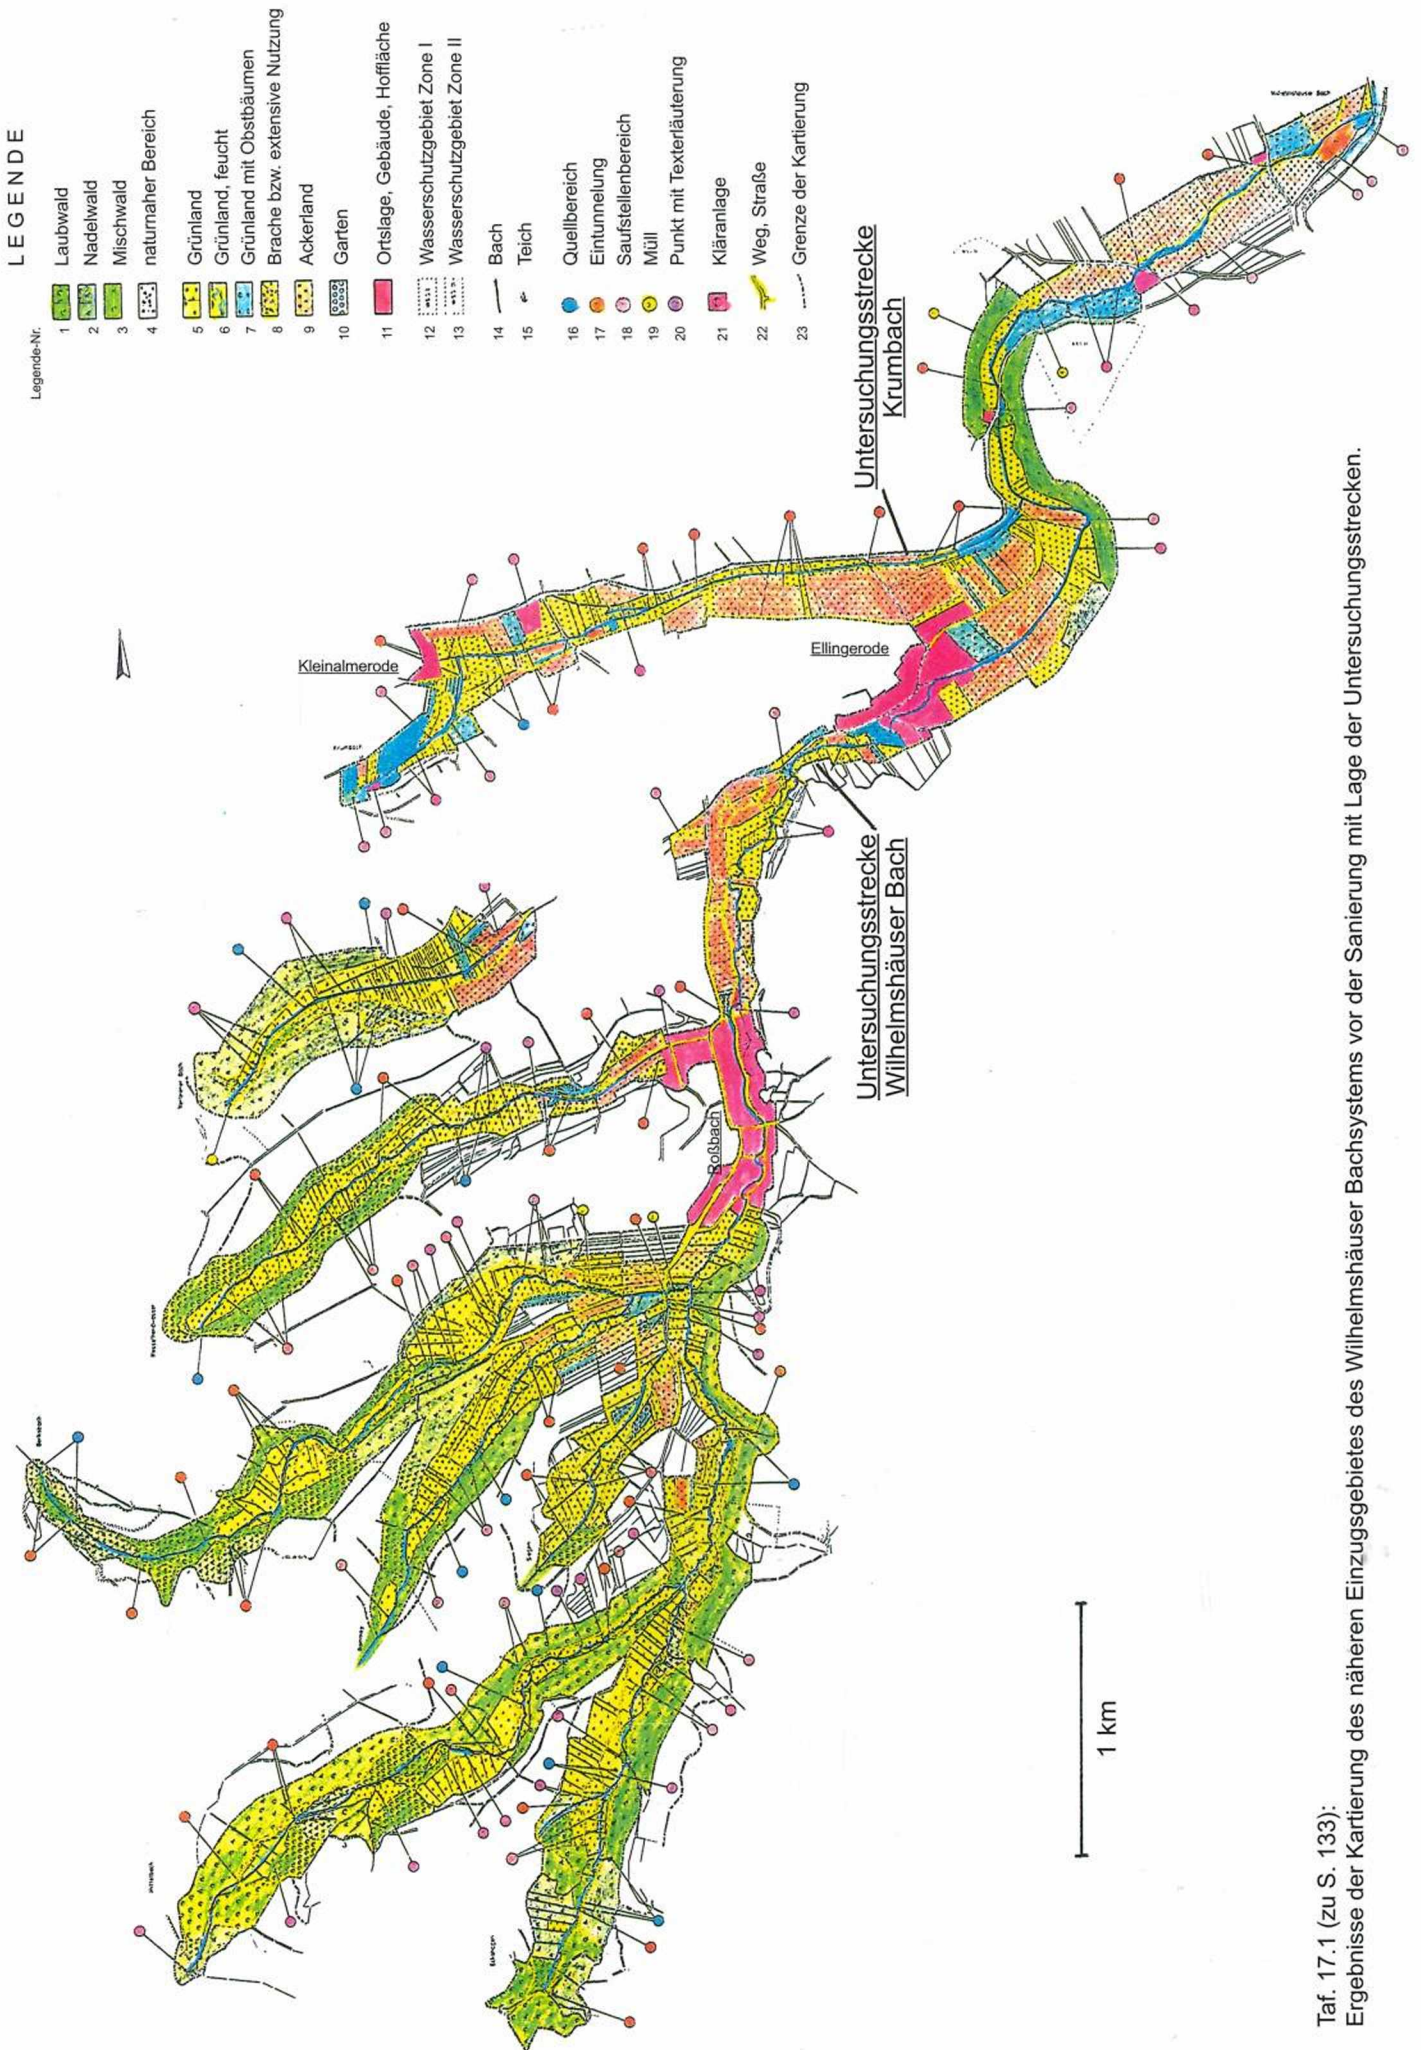 LEGENDE
Legende-Nr.
1 Laubwald
2 Nadelwald
3 Mischwald
4 naturnaher Bereich
5 Grünland
6 Grünland, feucht
7 Grünland mit Obstbäumen
8 Brache bzw. extensive Nutzung
9 Ackerland
10 Garten
11 Ortslage, Gebäude, Hoffläche
12 Wasserschutzgebiet Zone I
13 Wasserschutzgebiet Zone II
14 Bach
15 Teich
16 Quellbereich
17 Eintunnelung
18 Saufstellenbereich
19 Müll
20 Punkt mit Texterläuterung
21 Kläranlage
22 Weg, Straße
23 Grenze der Kartierung
Untersuchungsstrecke
Krumbach
Kleinalmerode
Ellingerode
Untersuchungsstrecke
Wilhelmshäuser Bach
Roßbach
1 km
Taf. 17.1 (zu S. 133):
Ergebnisse der Kartierung des näheren Einzugsgebietes des Wilhelmshäuser Bachsystems vor der Sanierung mit Lage der Untersuchungsstrecken.